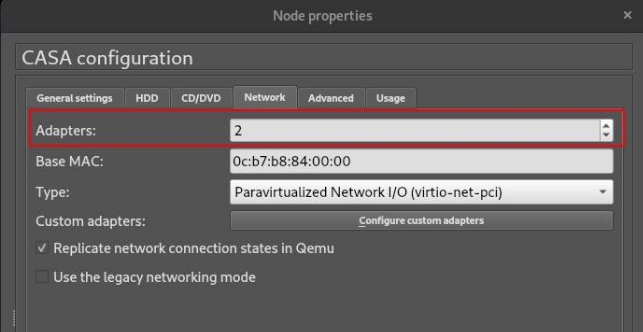 Node properties
CASA configuration
General settings HDD CD/DVD Network Advanced Usage
Adapters: 2
Base MAC: 0c:b7:b8:84:00:00
Type: Paravirtualized Network I/O (virtio-net-pci)
Custom adapters: Configure custom adapters
Replicate network connection states in Qemu
Use the legacy networking mode